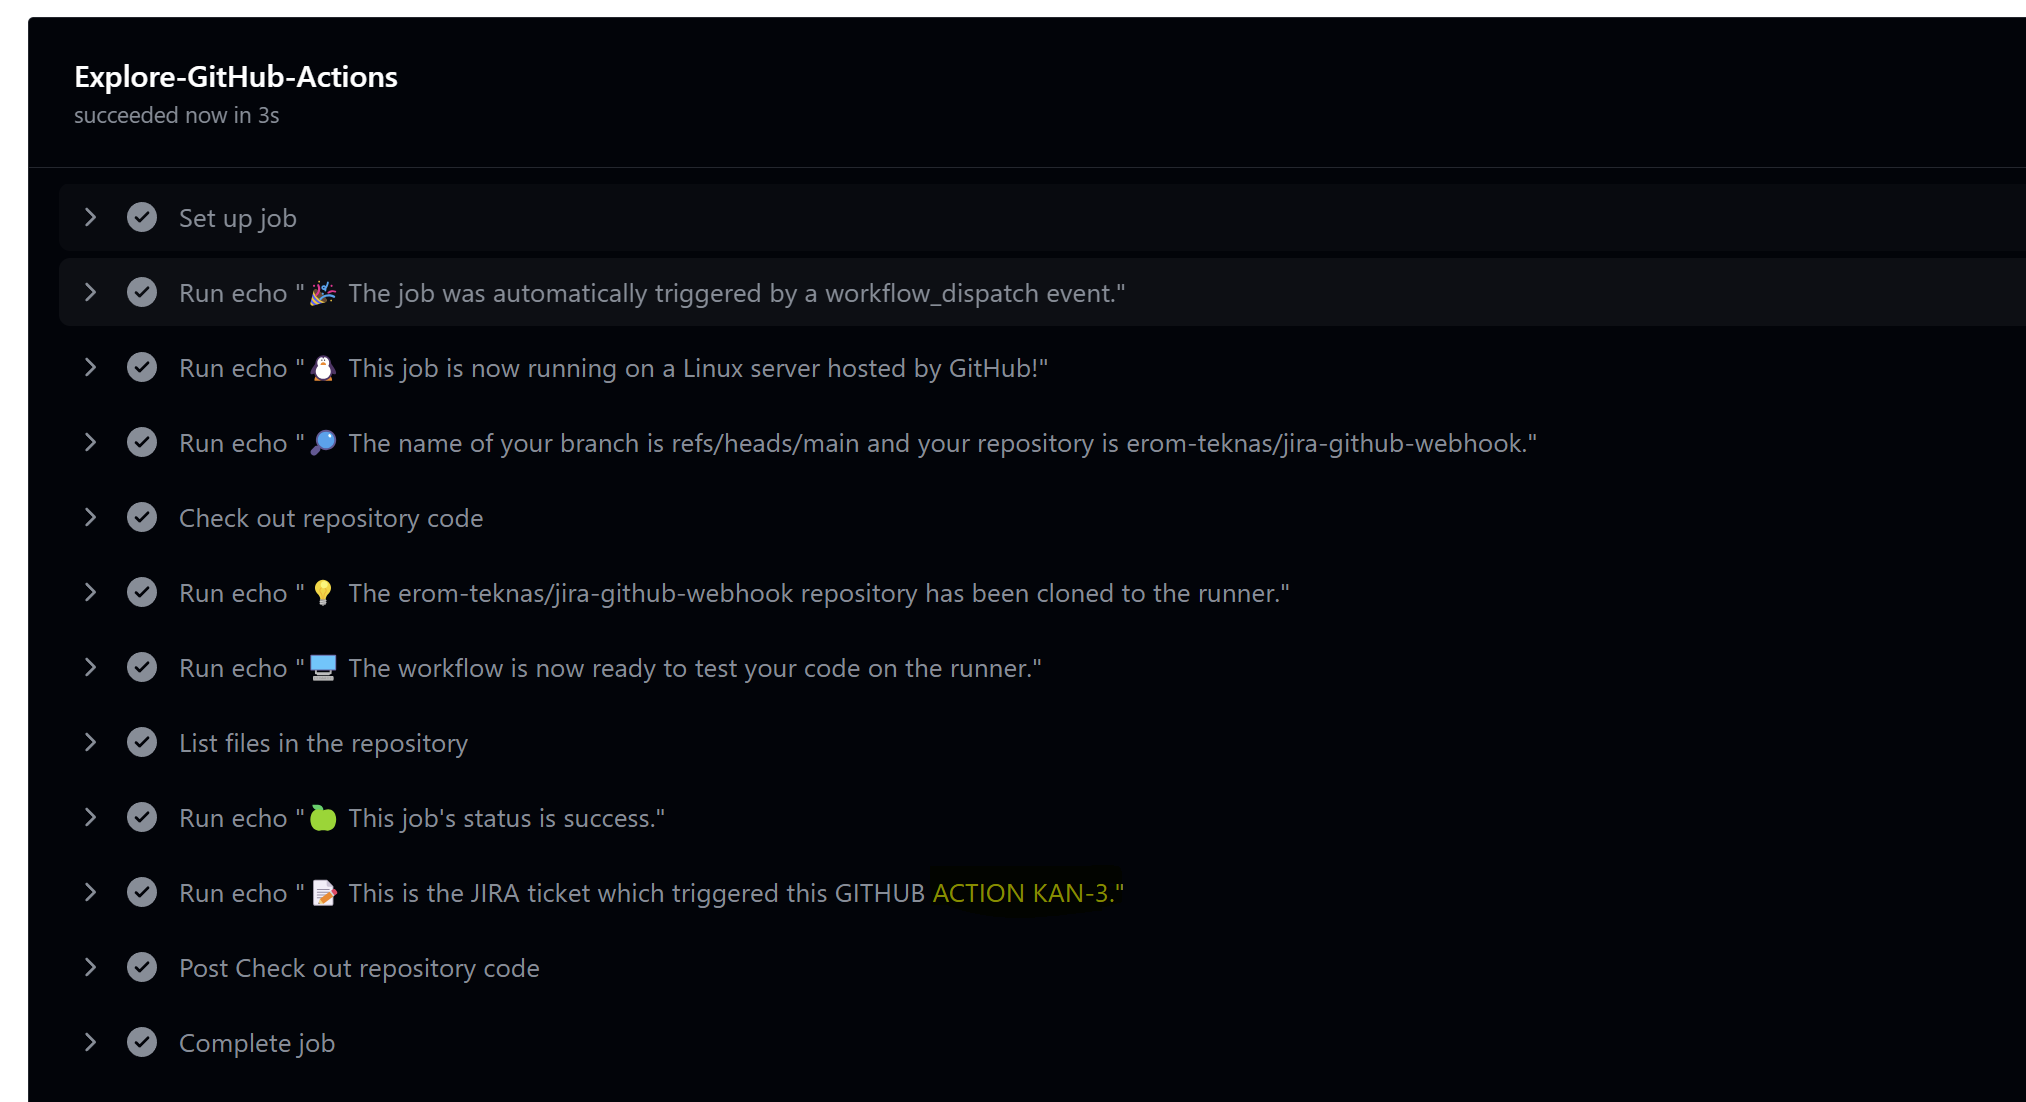 Explore-GitHub-Actions
succeeded now in 3s
Set up job
Run echo "🎉 The job was automatically triggered by a workflow_dispatch event."
Run echo "🐧 This job is now running on a Linux server hosted by GitHub!"
Run echo "🔎 The name of your branch is refs/heads/main and your repository is erom-teknas/jira-github-webhook."
Check out repository code
Run echo "💡 The erom-teknas/jira-github-webhook repository has been cloned to the runner."
Run echo "🖥️ The workflow is now ready to test your code on the runner."
List files in the repository
Run echo "🍏 This job's status is success."
Run echo "📝 This is the JIRA ticket which triggered this GITHUB ACTION KAN-3."
Post Check out repository code
Complete job